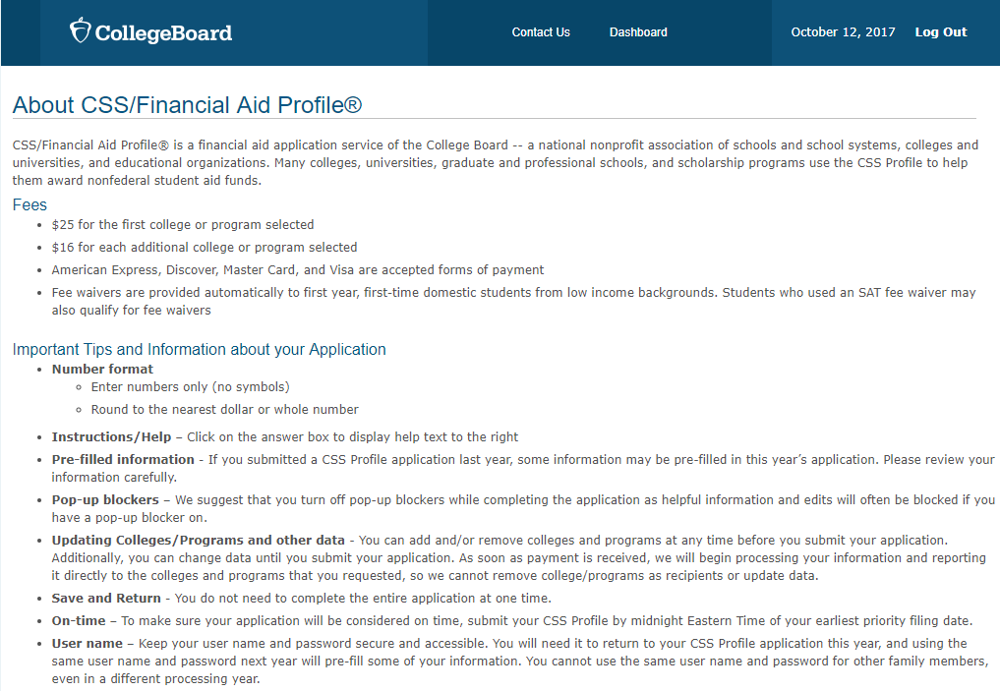 CollegeBoard
Contact Us
Dashboard
October 12, 2017
Log Out
About CSS/Financial Aid Profile®
CSS/Financial Aid Profile® is a financial aid application service of the College Board -- a national nonprofit association of schools and school systems, colleges and
universities, and educational organizations. Many colleges, universities, graduate and professional schools, and scholarship programs use the CSS Profile to help
them award nonfederal student aid funds.
Fees
• $25 for the first college or program selected
• $16 for each additional college or program selected
• American Express, Discover, Master Card, and Visa are accepted forms of payment
• Fee waivers are provided automatically to first year, first-time domestic students from low income backgrounds. Students who used an SAT fee waiver may
also qualify for fee waivers
Important Tips and Information about your Application
• Number format
◦ Enter numbers only (no symbols)
◦ Round to the nearest dollar or whole number
• Instructions/Help – Click on the answer box to display help text to the right
• Pre-filled information - If you submitted a CSS Profile application last year, some information may be pre-filled in this year’s application. Please review your
information carefully.
• Pop-up blockers – We suggest that you turn off pop-up blockers while completing the application as helpful information and edits will often be blocked if you
have a pop-up blocker on.
• Updating Colleges/Programs and other data - You can add and/or remove colleges and programs at any time before you submit your application.
Additionally, you can change data until you submit your application. As soon as payment is received, we will begin processing your information and reporting
it directly to the colleges and programs that you requested, so we cannot remove college/programs as recipients or update data.
• Save and Return - You do not need to complete the entire application at one time.
• On-time – To make sure your application will be considered on time, submit your CSS Profile by midnight Eastern Time of your earliest priority filing date.
• User name – Keep your user name and password secure and accessible. You will need it to return to your CSS Profile application this year, and using the
same user name and password next year will pre-fill some of your information. You cannot use the same user name and password for other family members,
even in a different processing year.